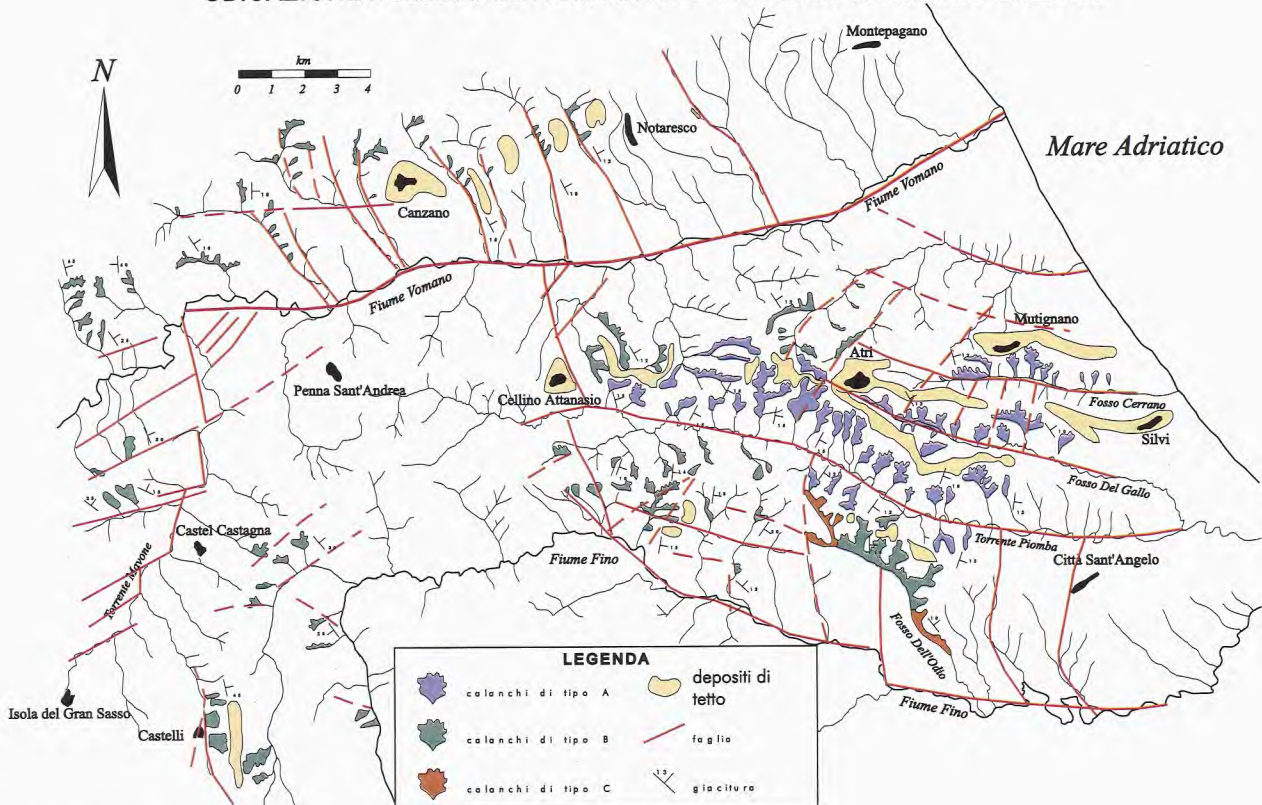 Montepagano
N
km
0 1 2 3 4
Notaresco
Mare Adriatico
Canzano
Fiume Vomano
Fiume Vomano
Mutignano
Atri
Penna Sant'Andrea
Cellino Attanasio
Fosso Cerrano
Silvi
Fosso Del Gallo
Castel Castagna
Torrente Mavone
Fiume Fino
Torrente Piomba
Città Sant'Angelo
Fosso Dell'Odio
Isola del Gran Sasso
Castelli
Fiume Fino
LEGENDA
calanchi di tipo A
depositi di
tetto
calanchi di tipo B
faglia
calanchi di tipo C
13
giacitura